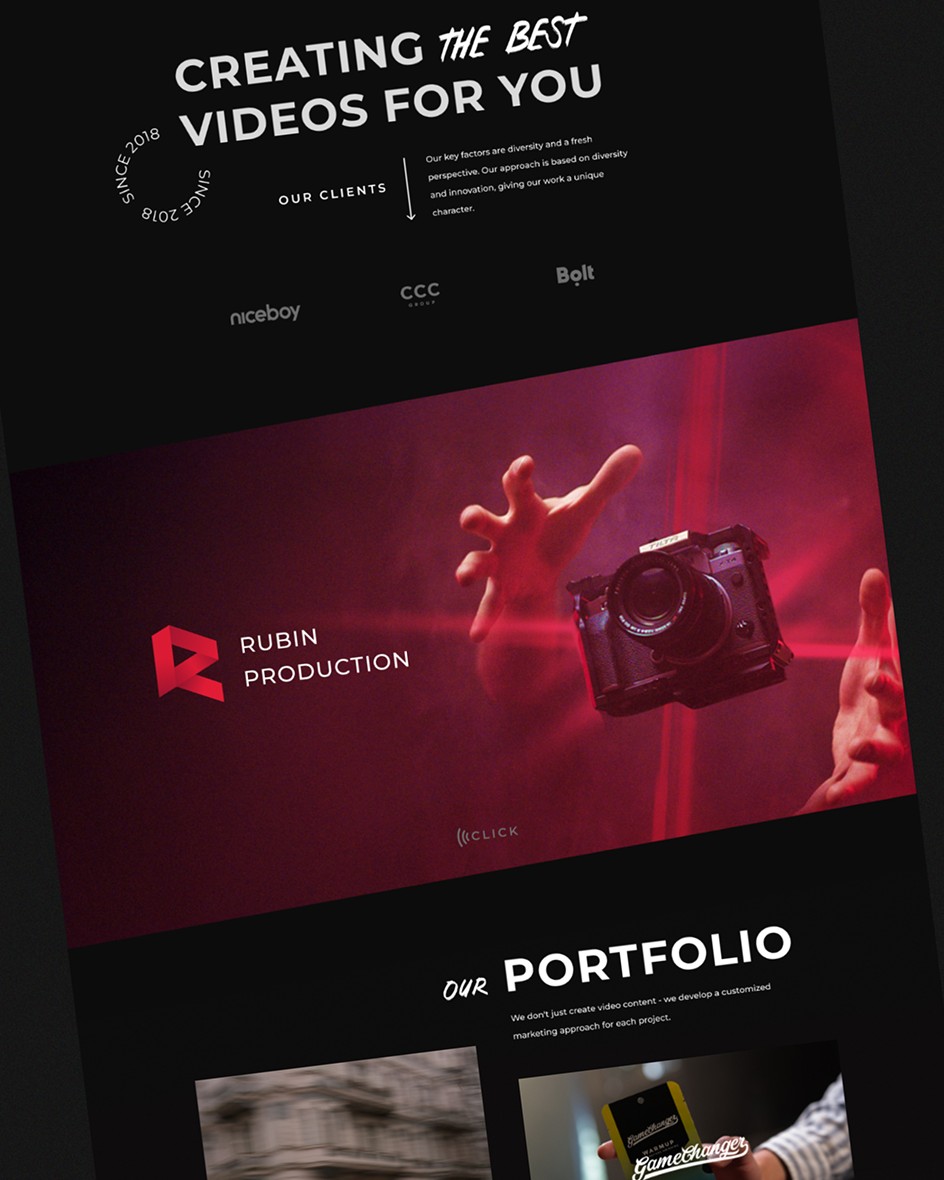 CREATING THE BEST
VIDEOS FOR YOU
SINCE 2018
SINCE 2018
OUR CLIENTS
Our key factors are diversity and a fresh
perspective. Our approach is based on diversity
and innovation, giving our work a unique
character.
niceboy
CCC
GROUP
Bolt
TILTA
RUBIN
PRODUCTION
CLICK
OUR PORTFOLIO
We don't just create video content - we develop a customized
marketing approach for each project.
GameChanger
WARMUP
GameChanger